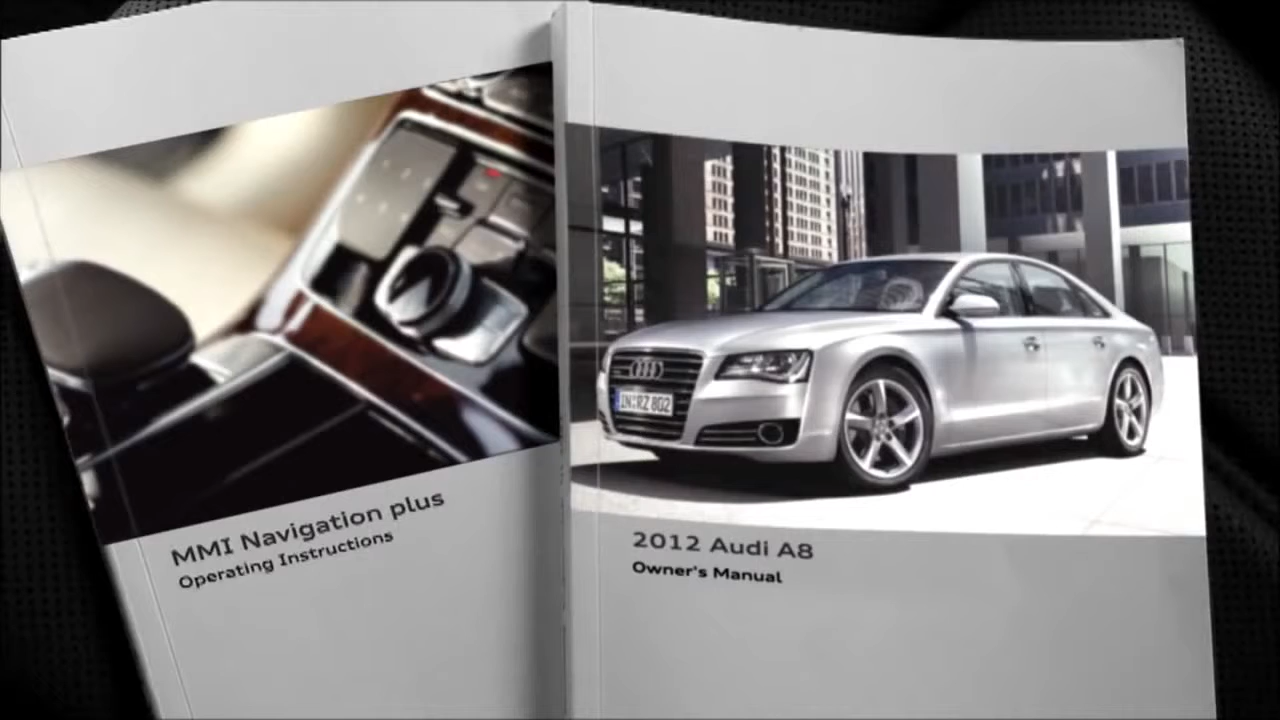 MMI Navigation plus
Operating Instructions
IN:RZ 802
2012 Audi A8
Owner's Manual